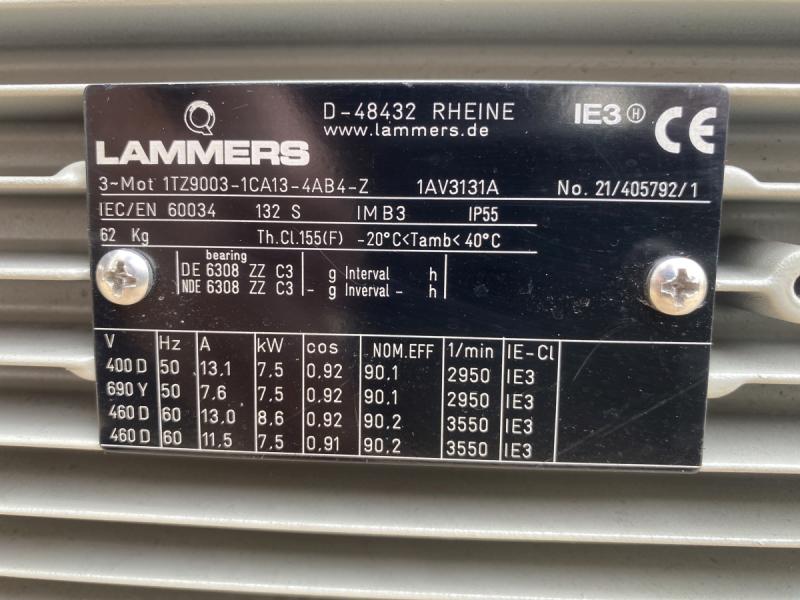 D-48432 RHEINE
www.lammers.de
IE3 H CE
LAMMERS
3~Mot 1TZ9003-1CA13-4AB4-Z 1AV3131A No. 21/405792/1
IEC/EN 60034 132 S IM B3 IP55
62 Kg Th.Cl.155(F) -20°C<Tamb< 40°C
bearing
DE 6308 ZZ C3 g Interval h
NDE 6308 ZZ C3 - g Inverval - h
V Hz A kW cos NOM.EFF 1/min IE-Cl
400 D 50 13,1 7,5 0,92 90,1 2950 IE3
690 Y 50 7,6 7,5 0,92 90,1 2950 IE3
460 D 60 13,0 8,6 0,92 90,2 3550 IE3
460 D 60 11,5 7,5 0,91 90,2 3550 IE3